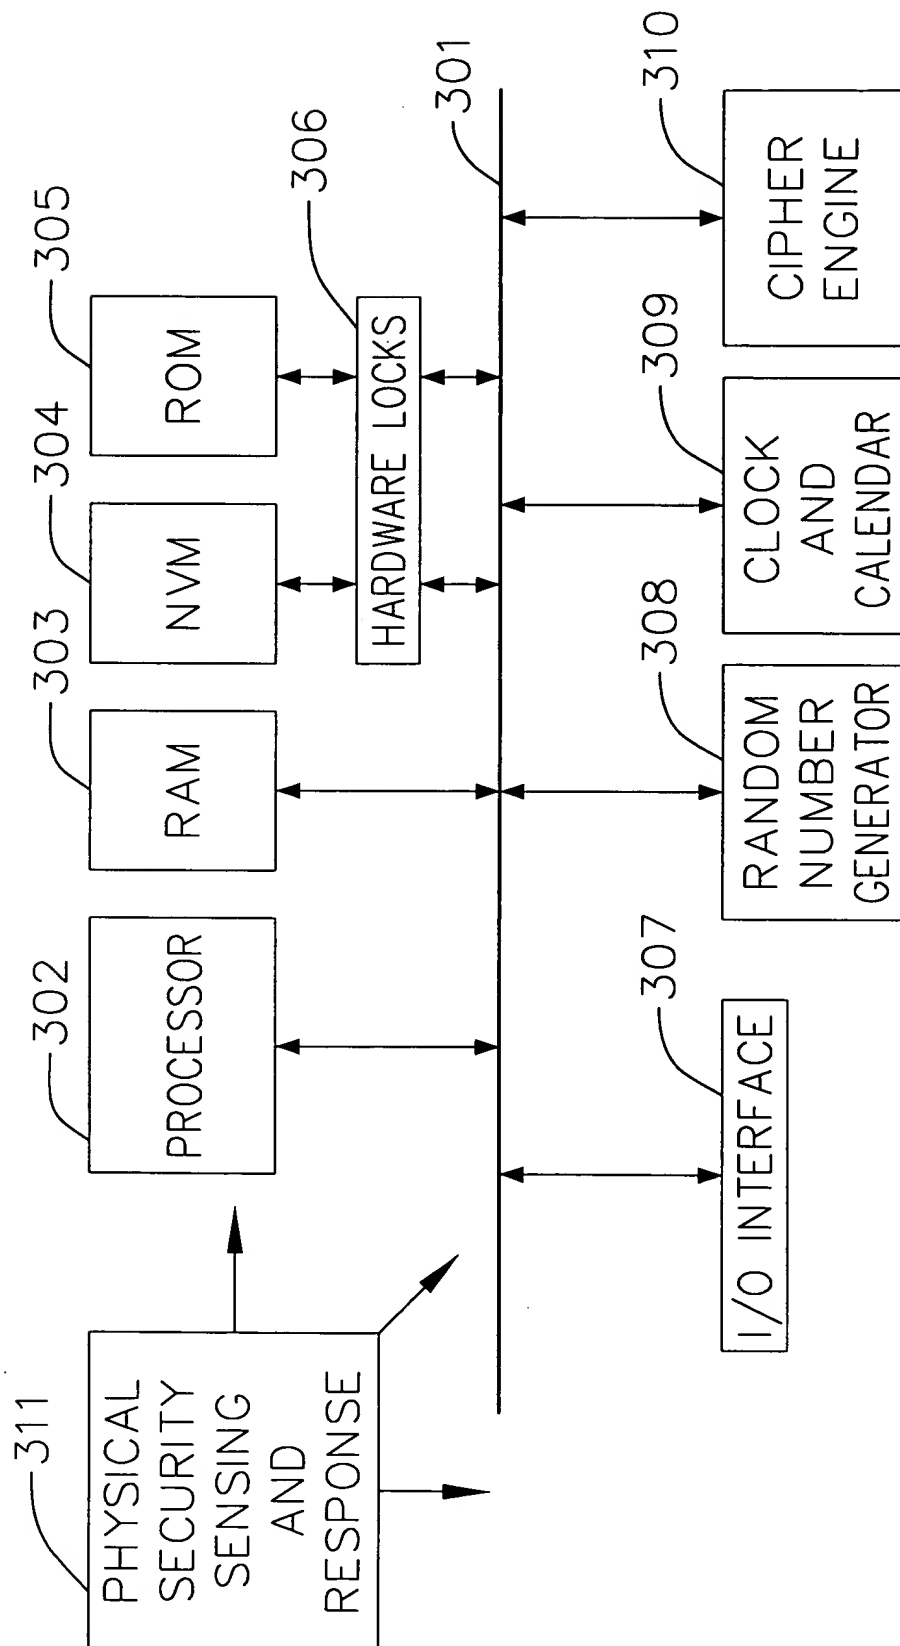 311
PHYSICAL
SECURITY
SENSING
AND
RESPONSE
302
PROCESSOR
303
RAM
304
NVM
305
ROM
306
HARDWARE LOCKS
301
307
I/O INTERFACE
308
RANDOM
NUMBER
GENERATOR
309
CLOCK
AND
CALENDAR
310
CIPHER
ENGINE